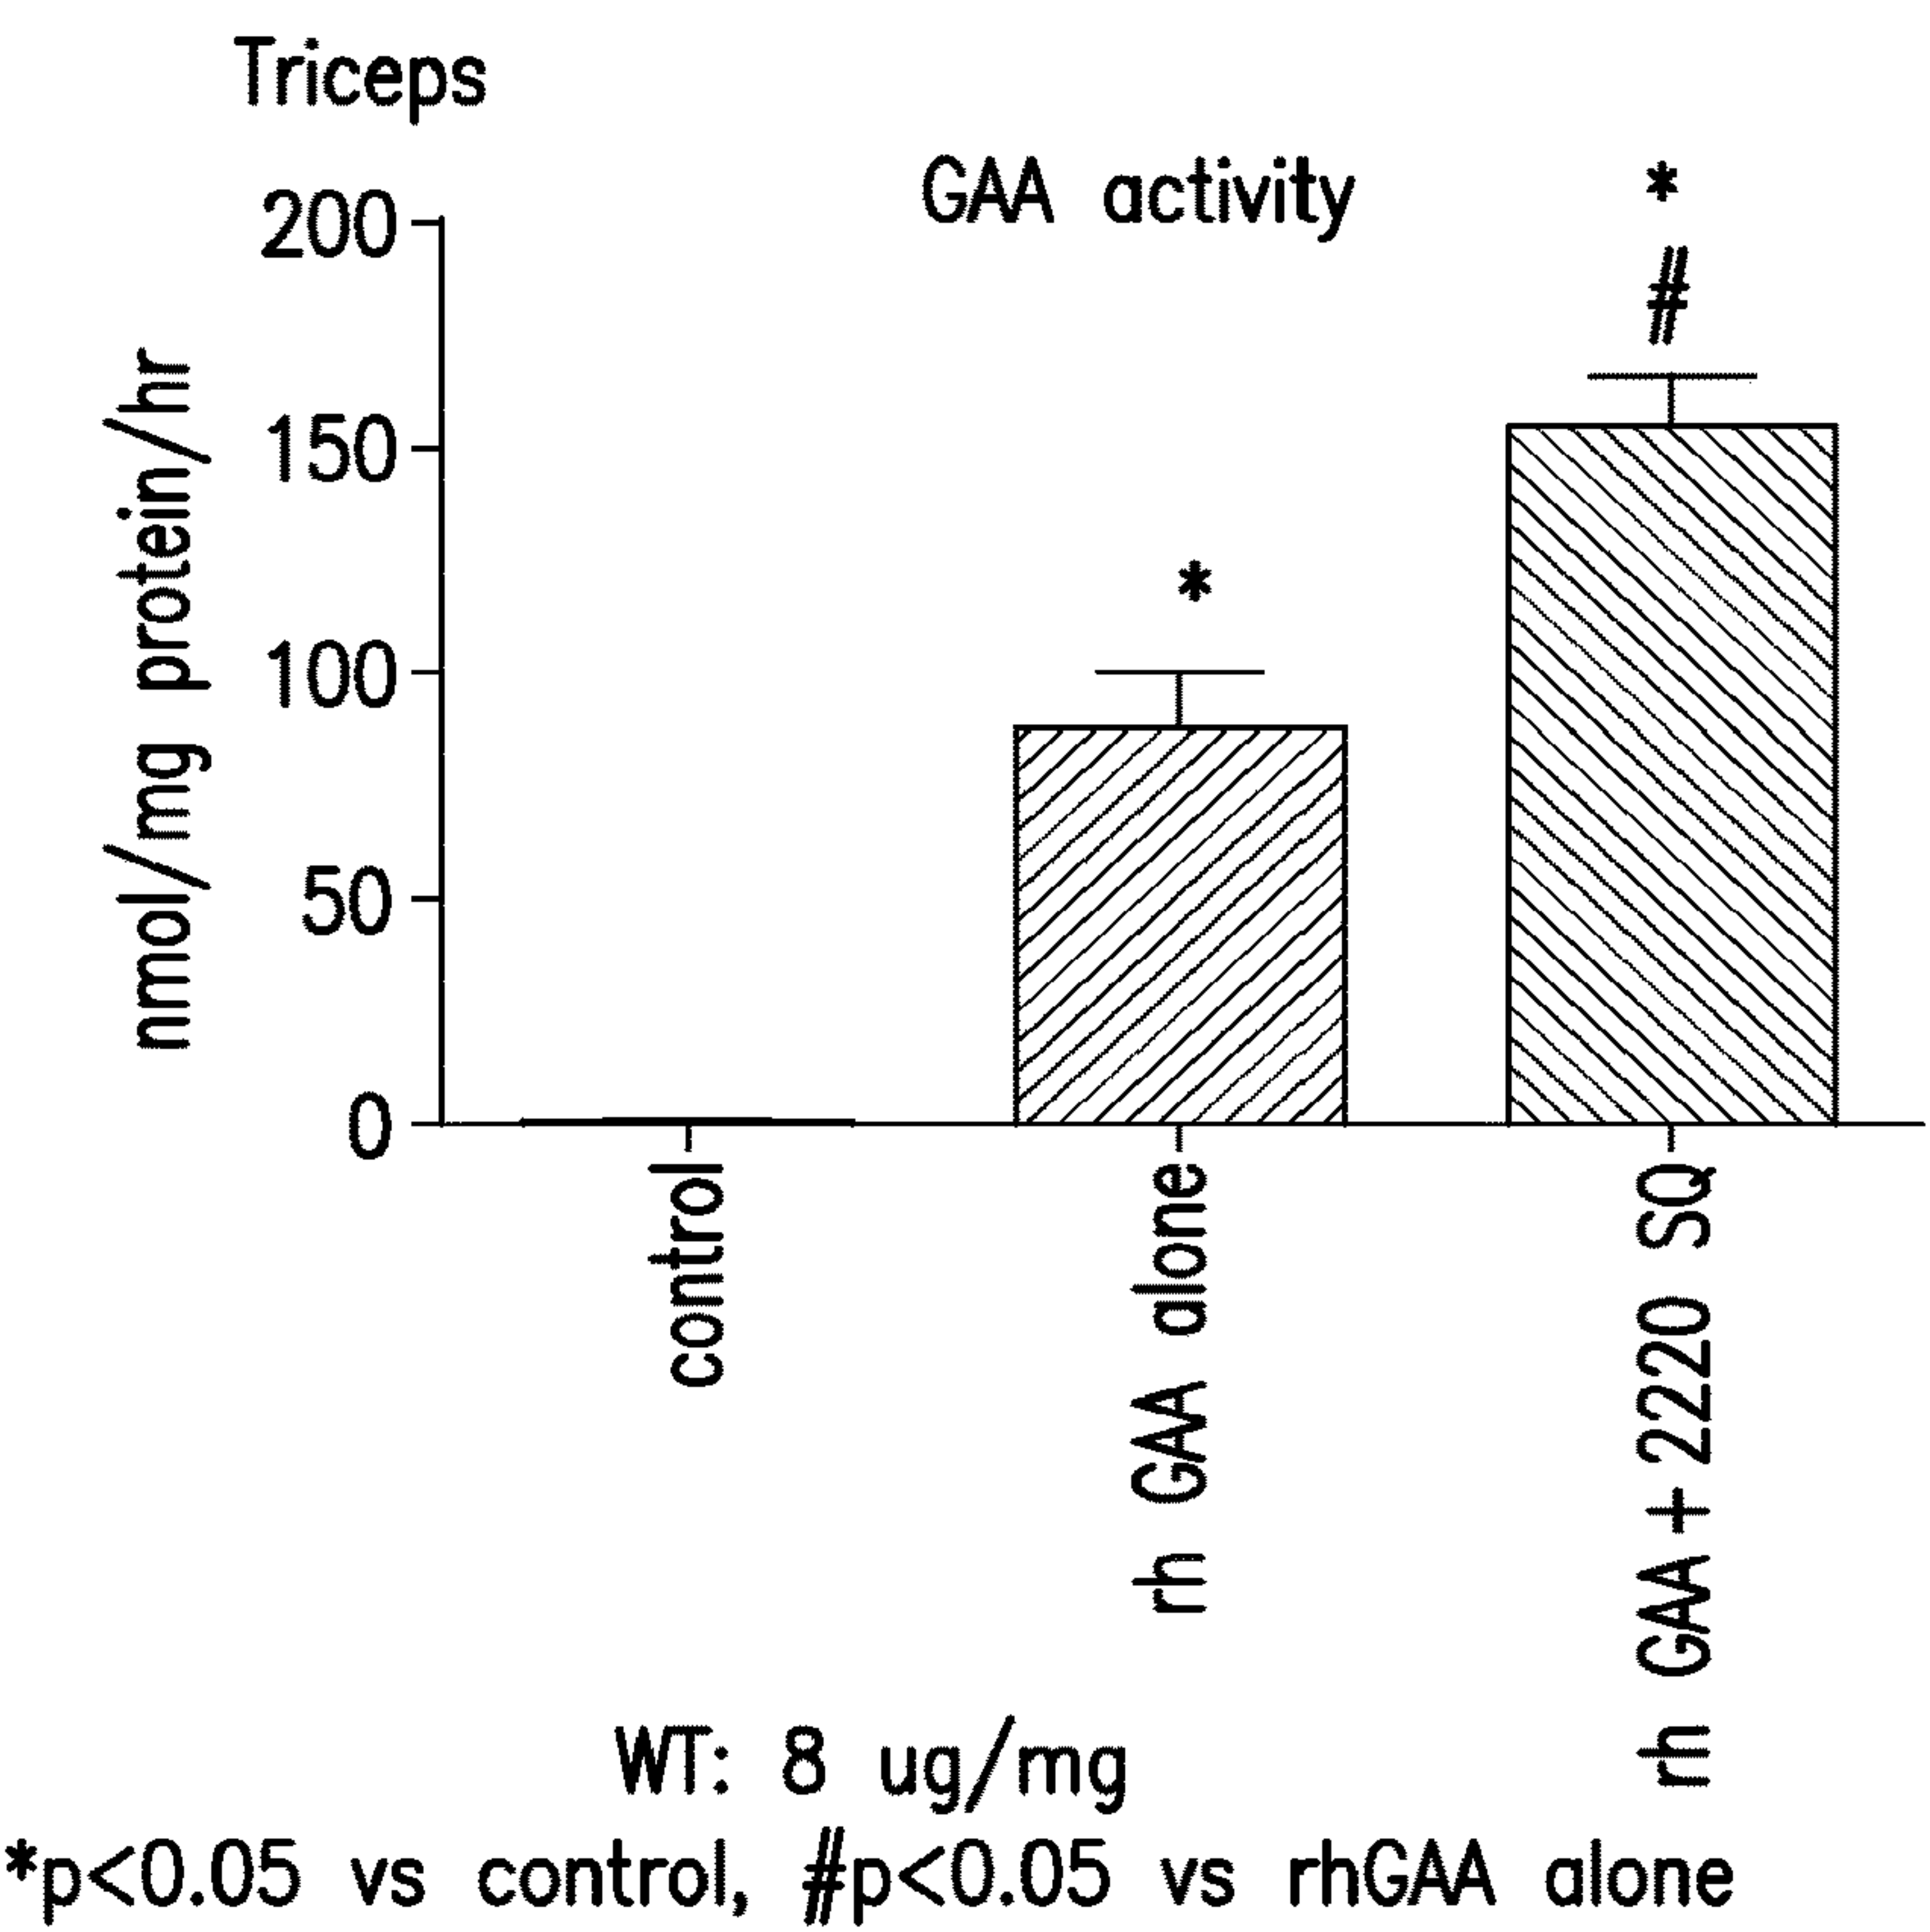 Triceps
GAA activity
*
#
*
nmol/mg protein/hr
200
150
100
50
0
control
rh GAA alone
rh GAA + 2220 SQ
WT: 8 ug/mg
*p<0.05 vs control, #p<0.05 vs rhGAA alone